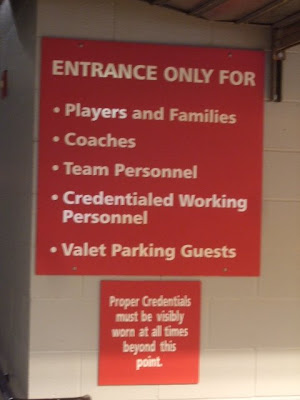 ENTRANCE ONLY FOR
• Players and Families
• Coaches
• Team Personnel
• Credentialed Working
Personnel
• Valet Parking Guests
Proper Credentials
must be visibly
worn at all times
beyond this
point.